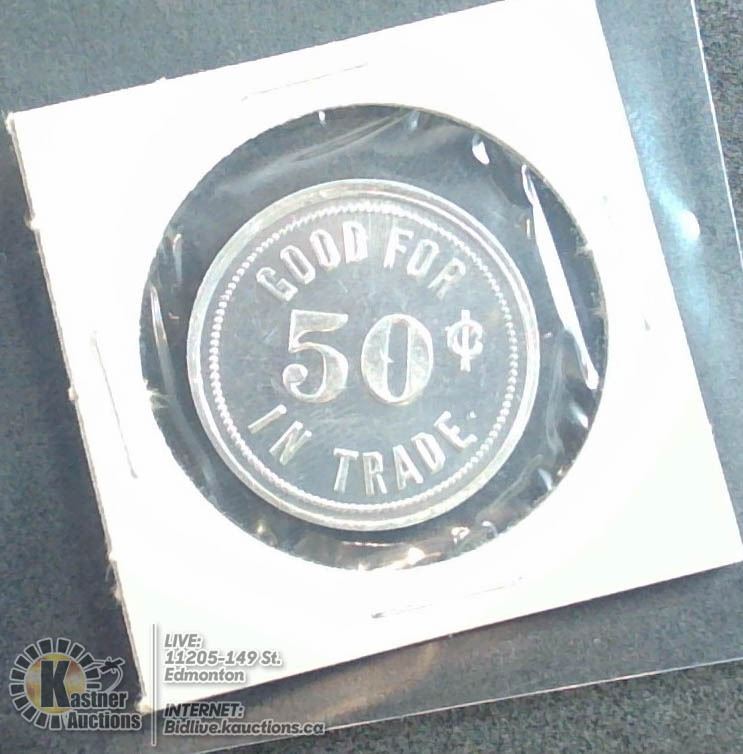 GOOD FOR
50¢
IN TRADE.
Kastner
Auctions
LIVE:
11205-149 St.
Edmonton
INTERNET:
Bidlive.kauctions.ca